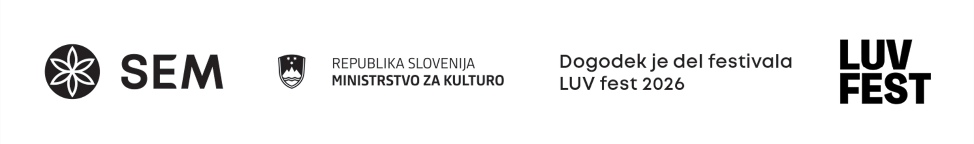 SEM
REPUBLIKA SLOVENIJA
MINISTRSTVO ZA KULTURO
Dogodek je del festivala
LUV fest 2026
LUV
FEST